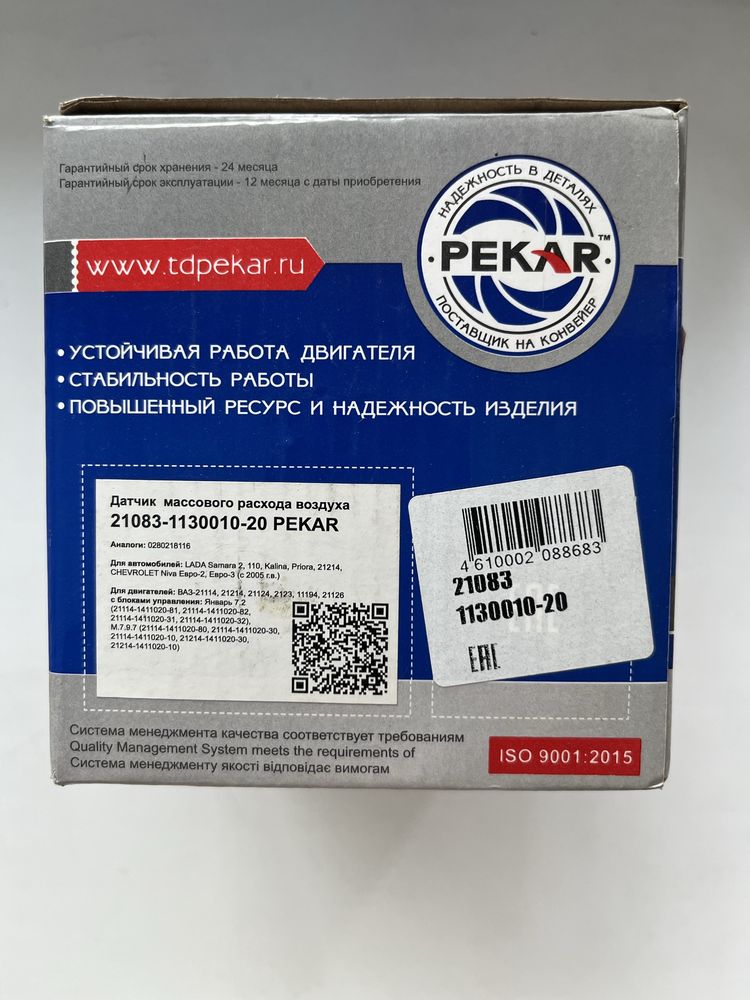 Гарантийный срок хранения - 24 месяца
Гарантийный срок эксплуатации - 12 месяца с даты приобретения
НАДЕЖНОСТЬ В ДЕТАЛЯХ
PEKAR ™
ПОСТАВЩИК НА КОНВЕЙЕР
www.tdpekar.ru
• УСТОЙЧИВАЯ РАБОТА ДВИГАТЕЛЯ
• СТАБИЛЬНОСТЬ РАБОТЫ
• ПОВЫШЕННЫЙ РЕСУРС И НАДЕЖНОСТЬ ИЗДЕЛИЯ
Датчик массового расхода воздуха
21083-1130010-20 PEKAR
Аналоги: 0280218116
Для автомобилей: LADA Samara 2, 110, Kalina, Priora, 21214,
CHEVROLET Niva Евро-2, Евро-3 (с 2005 г.в.)
Для двигателей: ВАЗ-21114, 21214, 21124, 2123, 11194, 21126
с блоками управления: Январь 7.2
(21114-1411020-81, 21114-1411020-82,
21114-1411020-31, 21114-1411020-32),
М.7.9.7 (21114-1411020-80, 21114-1411020-30,
21114-1411020-10, 21214-1411020-30,
21214-1411020-10)
4 610002 088683
21083
1130010-20
EAC
Система менеджмента качества соответствует требованиям
Quality Management System meets the requirements of
Система менеджменту якості відповідає вимогам
ISO 9001:2015